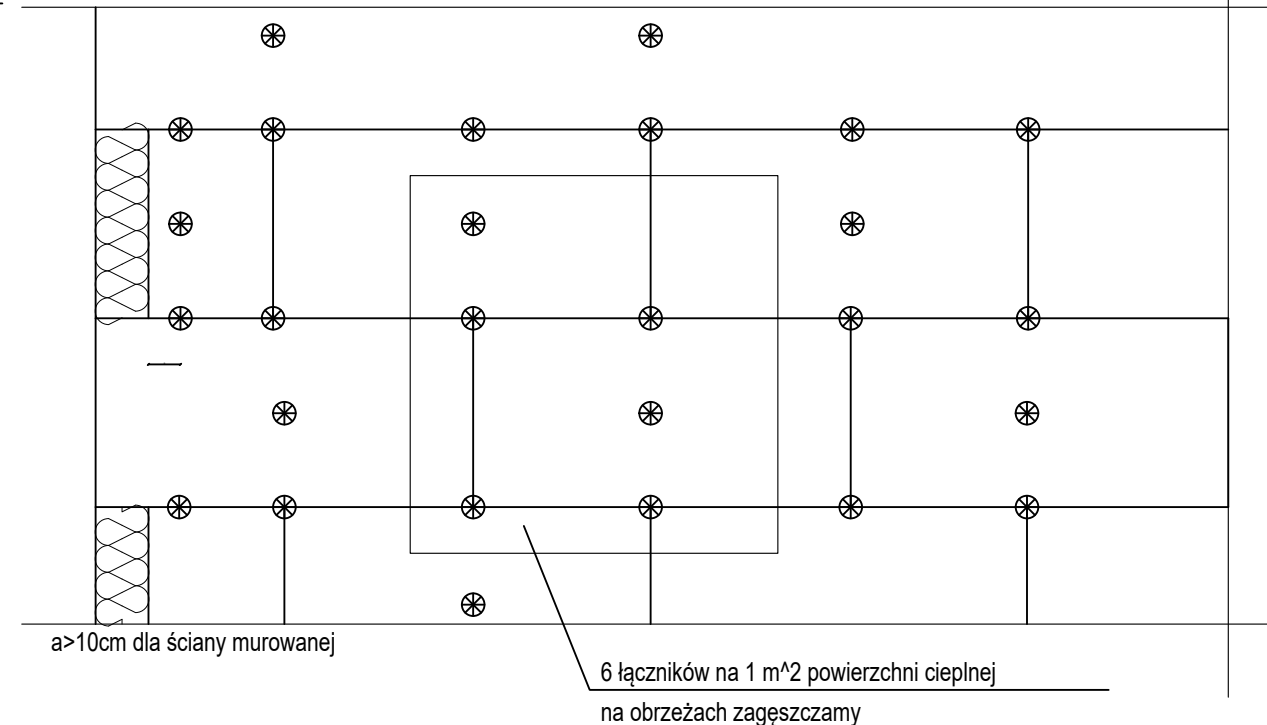 a>10cm dla ściany murowanej
6 łączników na 1 m^2 powierzchni cieplnej
na obrzeżach zagęszczamy